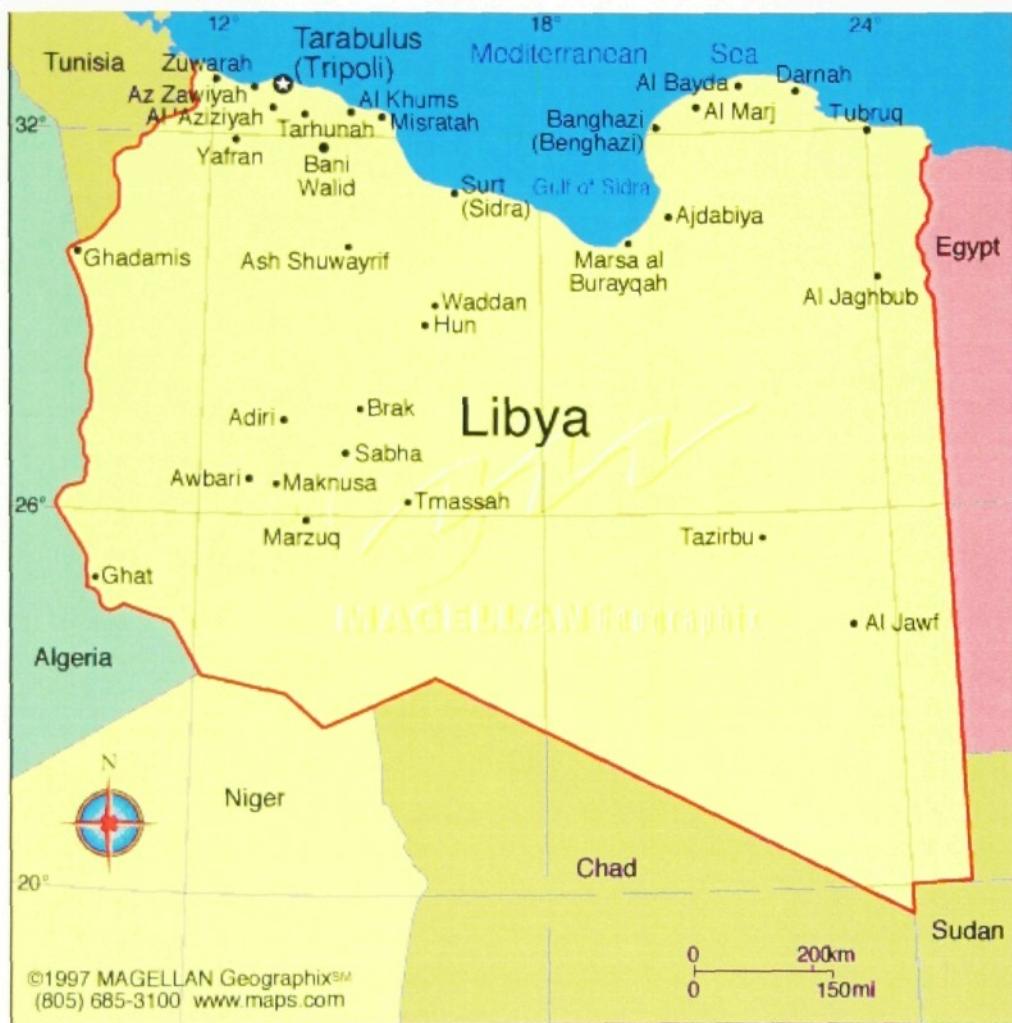 12°
18°
24°
Tunisia
Zuwarah
Tarabulus
(Tripoli)
Mediterranean Sea
Az Zawiyah
Al 'Aziziyah
Al Khums
Al Bayda
Darnah
Al Marj
32°
Tarhunah
Misratah
Banghazi
(Benghazi)
Tubruq
Yafran
Bani
Walid
Surt
(Sidra)
Gulf of Sidra
Ajdabiya
Ghadamis
Ash Shuwayrif
Marsa al
Burayqah
Egypt
Al Jaghbub
Waddan
Hun
Adiri
Brak
Libya
Sabha
Awbari
Maknusa
Tmassah
26°
Marzuq
Tazirbu
Ghat
MAGELLAN Geographix
Al Jawf
Algeria
N
Niger
Chad
20°
Sudan
0 200km
0 150mi
©1997 MAGELLAN Geographix℠
(805) 685-3100 www.maps.com